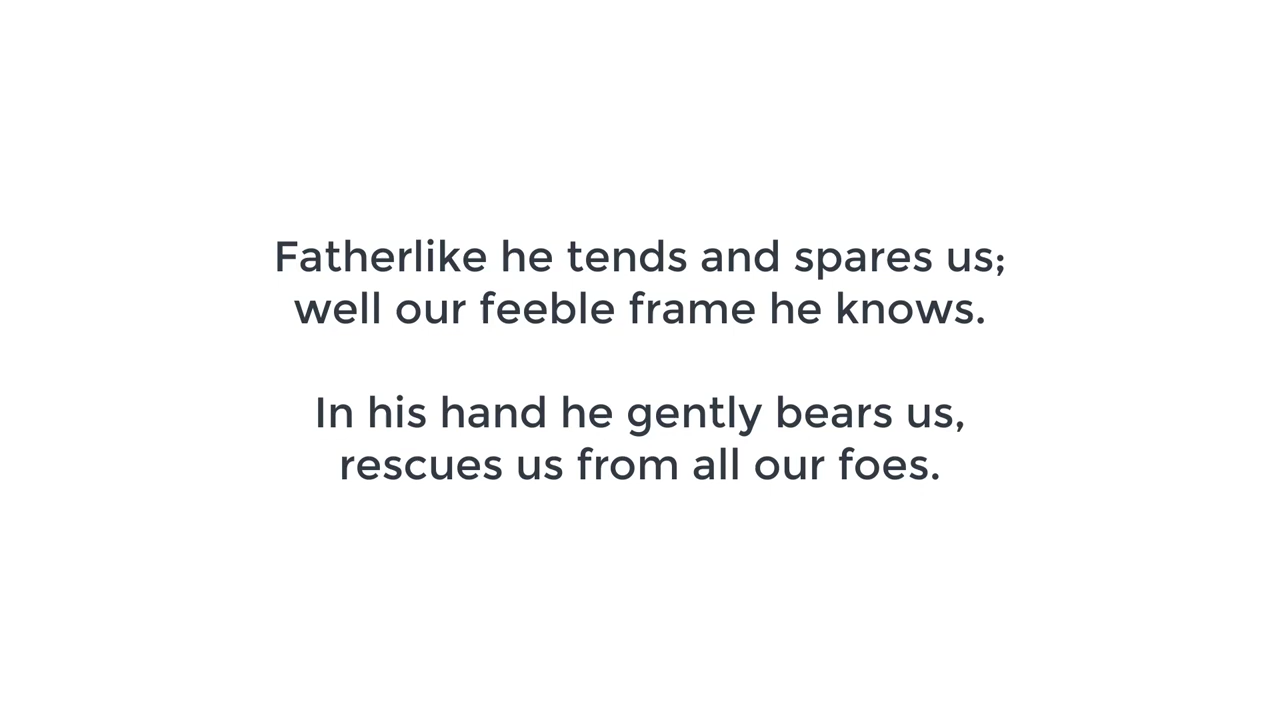 Fatherlike he tends and spares us;
well our feeble frame he knows.
In his hand he gently bears us,
rescues us from all our foes.